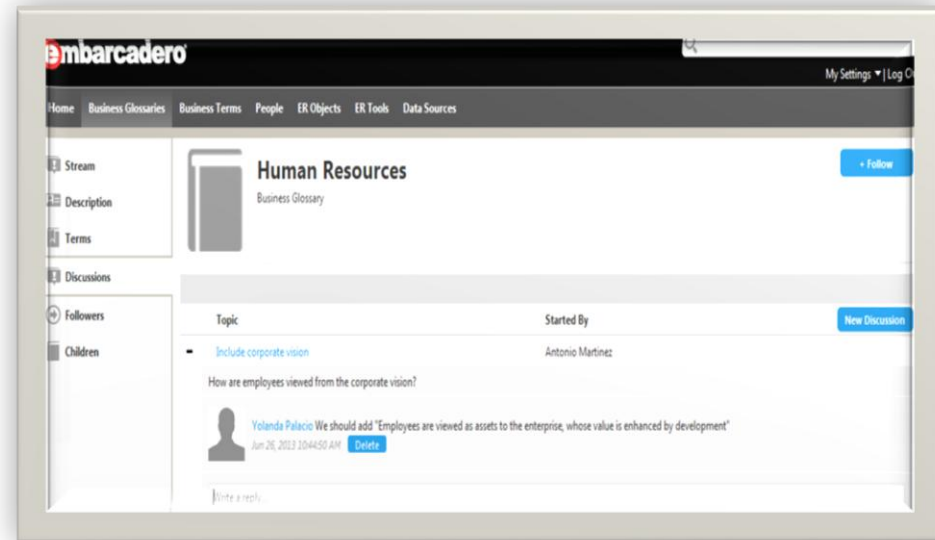 embarcadero®
My Settings ▼ | Log O
Home Business Glossaries Business Terms People ER Objects ER Tools Data Sources
Stream
Description
Terms
Discussions
Followers
Children
Human Resources
Business Glossary
+ Follow
Topic Started By New Discussion
- Include corporate vision Antonio Martinez
How are employees viewed from the corporate vision?
Yolanda Palacio We should add "Employees are viewed as assets to the enterprise, whose value is enhanced by development"
Jun 26, 2013 10:44:50 AM Delete
Write a reply...